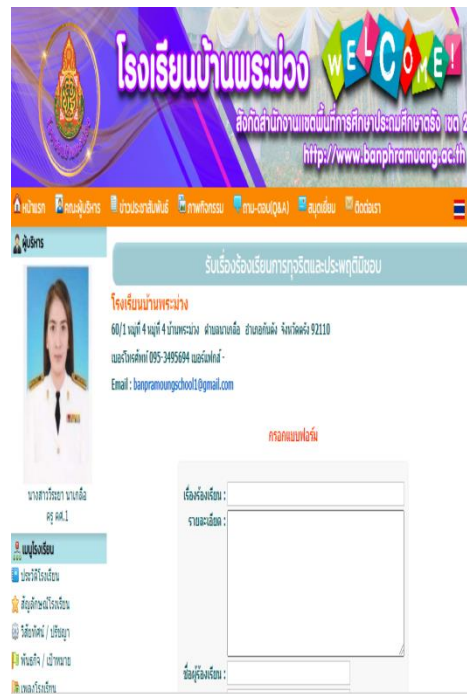 โรงเรียนบ้านพระม่วง
WELCOME!
สังกัดสำนักงานเขตพื้นที่การศึกษาประถมศึกษาตรัง เขต 2
http://www.banphramuang.ac.th
หน้าแรก คณะผู้บริหาร ข่าวประชาสัมพันธ์ ภาพกิจกรรม ถาม-ตอบ(Q&A) สมุดเยี่ยม ติดต่อเรา
ผู้บริหาร
รับเรื่องร้องเรียนการทุจริตและประพฤติมิชอบ
โรงเรียนบ้านพระม่วง
60/1 หมู่ที่ 4 หมู่ที่ 4 บ้านพระม่วง ตำบลนาเกลือ อำเภอกันตัง จังหวัดตรัง 92110
เบอร์โทรศัพท์ 095-3495694 เบอร์แฟกส์ -
Email : banpramoungschool1@gmail.com
กรอกแบบฟอร์ม
นางสาววีระยา นาเกลือ
ครู คศ.1
เรื่องร้องเรียน :
รายละเอียด :
เมนูโรงเรียน
ประวัติโรงเรียน
สัญลักษณ์โรงเรียน
วิสัยทัศน์ / ปรัชญา
พันธกิจ / เป้าหมาย
ชื่อผู้ร้องเรียน :
เพลงโรงเรียน